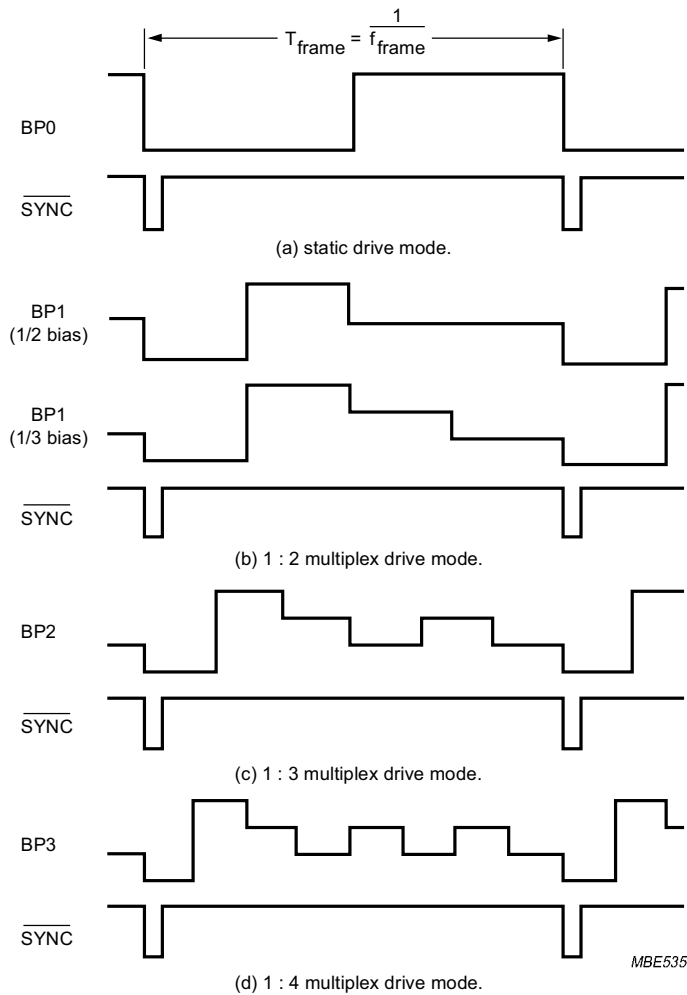 T_frame = 1/f_frame
BP0
SYNC
(a) static drive mode.
BP1
(1/2 bias)
BP1
(1/3 bias)
SYNC
(b) 1 : 2 multiplex drive mode.
BP2
SYNC
(c) 1 : 3 multiplex drive mode.
BP3
SYNC
MBE535
(d) 1 : 4 multiplex drive mode.